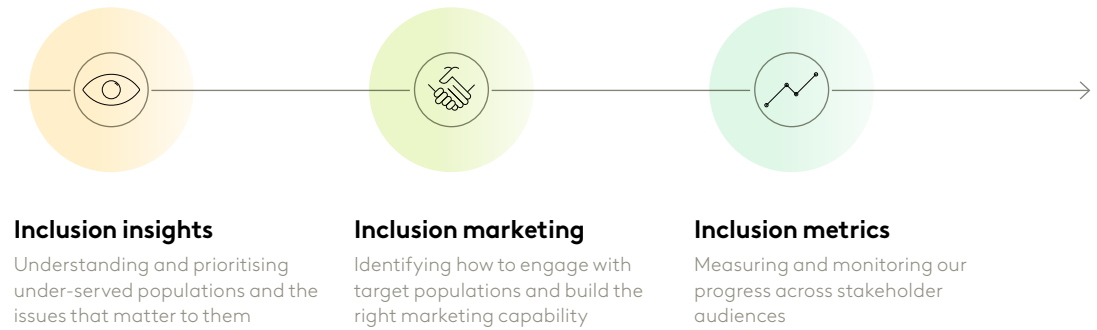 Inclusion insights
Understanding and prioritising
under-served populations and the
issues that matter to them
Inclusion marketing
Identifying how to engage with
target populations and build the
right marketing capability
Inclusion metrics
Measuring and monitoring our
progress across stakeholder
audiences